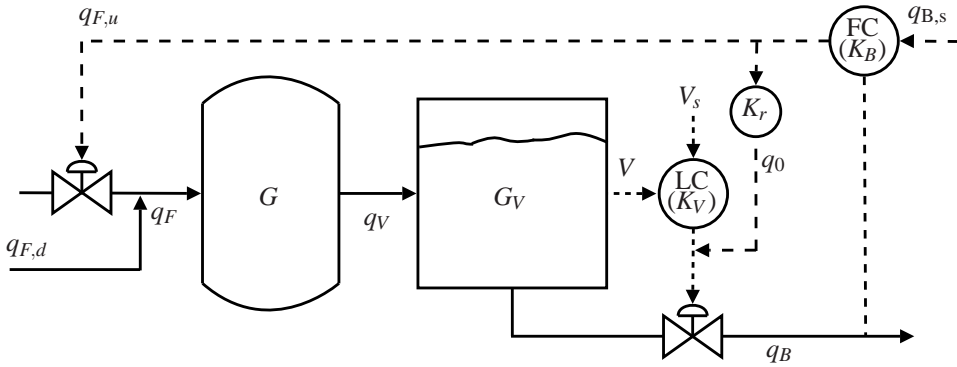 q_{F,u}
FC
q_{B,s}
(K_B)
V_s
K_r
V
LC
q_0
G
G_V
(K_V)
q_F
q_V
q_{F,d}
q_B